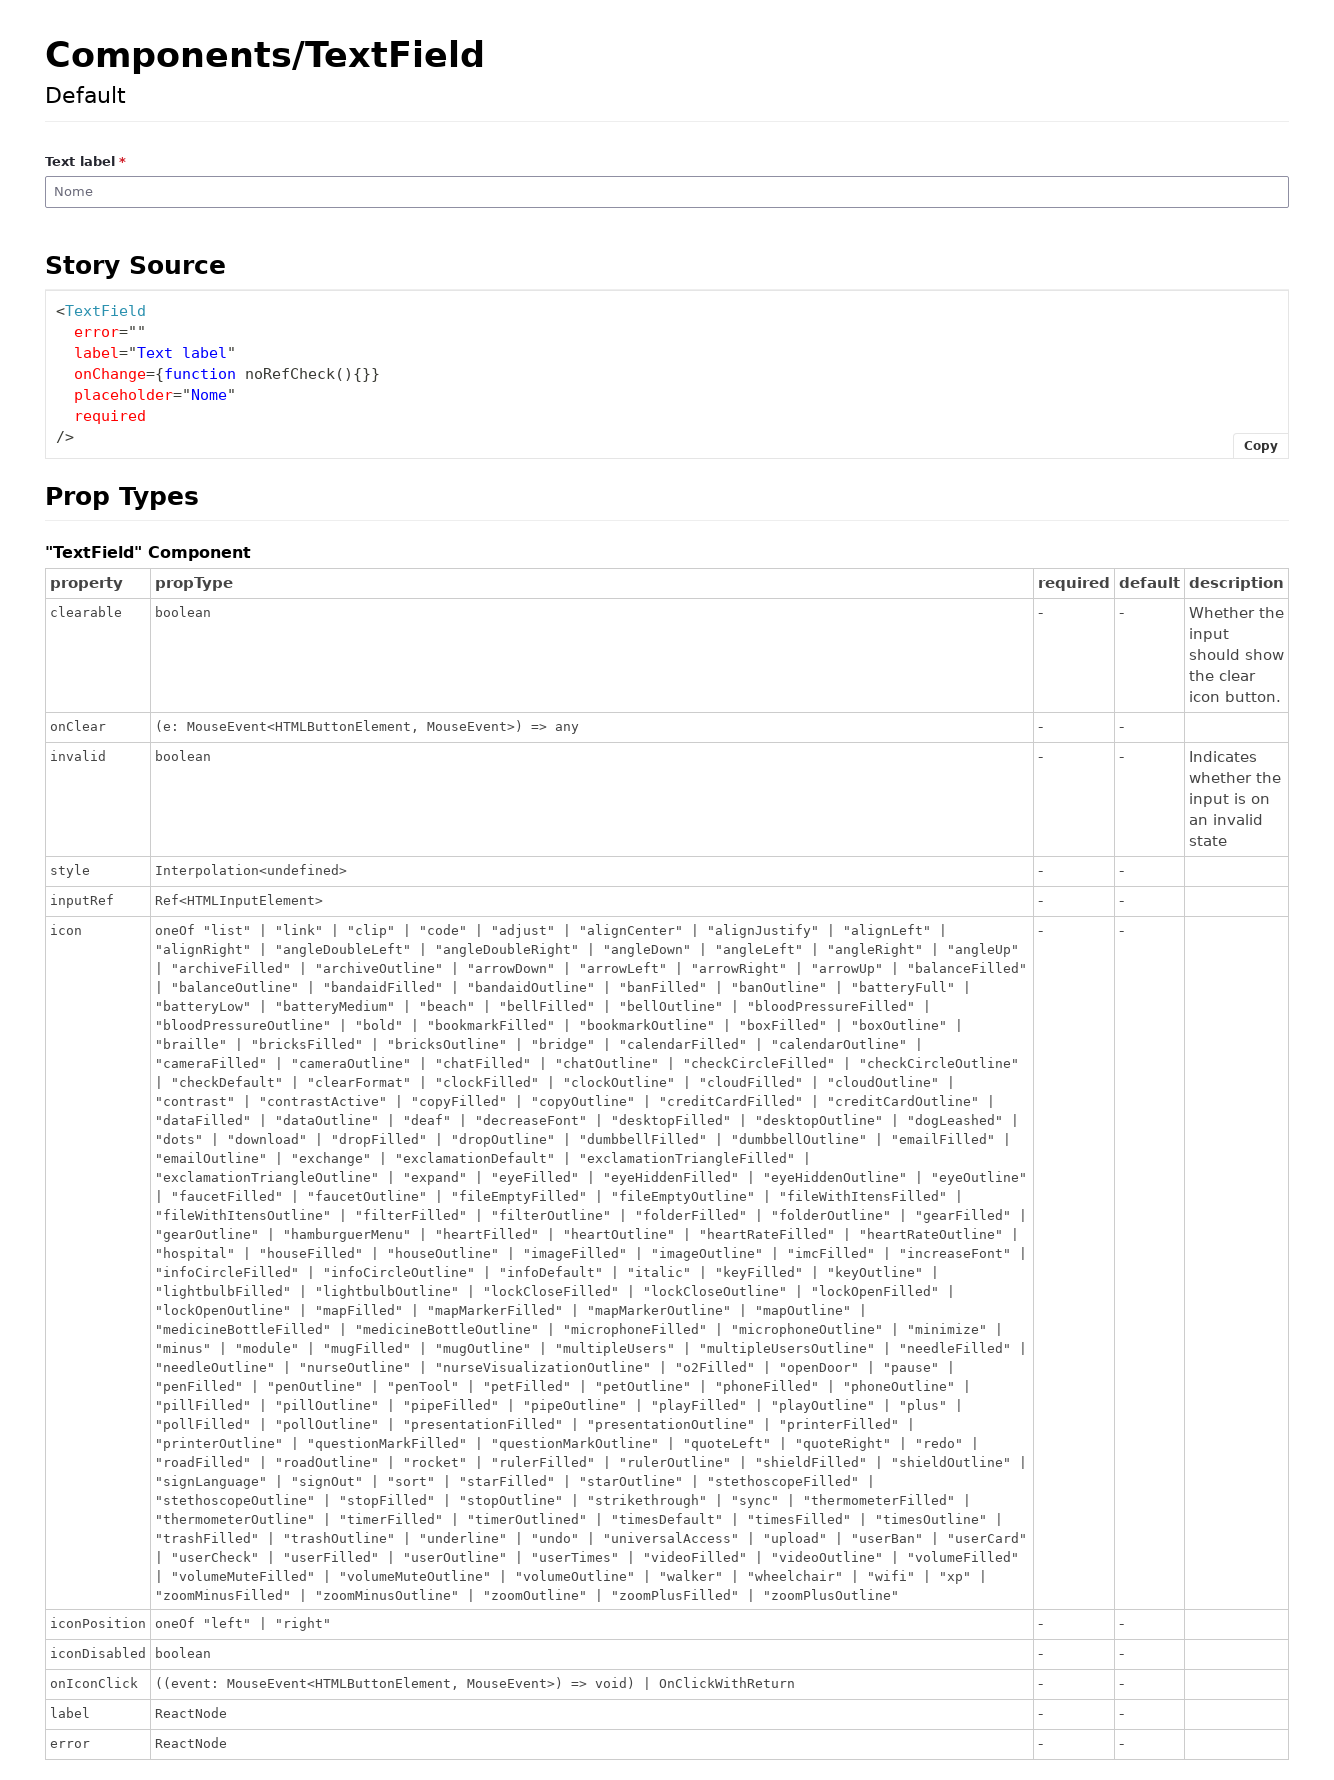 Components/TextField
Default
Text label *
Nome
Story Source
<TextField
  error=""
  label="Text label"
  onChange={function noRefCheck(){}}
  placeholder="Nome"
  required
/>
Copy
Prop Types
"TextField" Component
property propType required default description
clearable boolean - - Whether the
input
should show
the clear
icon button.
onClear (e: MouseEvent<HTMLButtonElement, MouseEvent>) => any - -
invalid boolean - - Indicates
whether the
input is on
an invalid
state
style Interpolation<undefined> - -
inputRef Ref<HTMLInputElement> - -
icon oneOf "list" | "link" | "clip" | "code" | "adjust" | "alignCenter" | "alignJustify" | "alignLeft" | - -
"alignRight" | "angleDoubleLeft" | "angleDoubleRight" | "angleDown" | "angleLeft" | "angleRight" | "angleUp"
| "archiveFilled" | "archiveOutline" | "arrowDown" | "arrowLeft" | "arrowRight" | "arrowUp" | "balanceFilled"
| "balanceOutline" | "bandaidFilled" | "bandaidOutline" | "banFilled" | "banOutline" | "batteryFull" |
"batteryLow" | "batteryMedium" | "beach" | "bellFilled" | "bellOutline" | "bloodPressureFilled" |
"bloodPressureOutline" | "bold" | "bookmarkFilled" | "bookmarkOutline" | "boxFilled" | "boxOutline" |
"braille" | "bricksFilled" | "bricksOutline" | "bridge" | "calendarFilled" | "calendarOutline" |
"cameraFilled" | "cameraOutline" | "chatFilled" | "chatOutline" | "checkCircleFilled" | "checkCircleOutline"
| "checkDefault" | "clearFormat" | "clockFilled" | "clockOutline" | "cloudFilled" | "cloudOutline" |
"contrast" | "contrastActive" | "copyFilled" | "copyOutline" | "creditCardFilled" | "creditCardOutline" |
"dataFilled" | "dataOutline" | "deaf" | "decreaseFont" | "desktopFilled" | "desktopOutline" | "dogLeashed" |
"dots" | "download" | "dropFilled" | "dropOutline" | "dumbbellFilled" | "dumbbellOutline" | "emailFilled" |
"emailOutline" | "exchange" | "exclamationDefault" | "exclamationTriangleFilled" |
"exclamationTriangleOutline" | "expand" | "eyeFilled" | "eyeHiddenFilled" | "eyeHiddenOutline" | "eyeOutline"
| "faucetFilled" | "faucetOutline" | "fileEmptyFilled" | "fileEmptyOutline" | "fileWithItensFilled" |
"fileWithItensOutline" | "filterFilled" | "filterOutline" | "folderFilled" | "folderOutline" | "gearFilled" |
"gearOutline" | "hamburguerMenu" | "heartFilled" | "heartOutline" | "heartRateFilled" | "heartRateOutline" |
"hospital" | "houseFilled" | "houseOutline" | "imageFilled" | "imageOutline" | "imcFilled" | "increaseFont" |
"infoCircleFilled" | "infoCircleOutline" | "infoDefault" | "italic" | "keyFilled" | "keyOutline" |
"lightbulbFilled" | "lightbulbOutline" | "lockCloseFilled" | "lockCloseOutline" | "lockOpenFilled" |
"lockOpenOutline" | "mapFilled" | "mapMarkerFilled" | "mapMarkerOutline" | "mapOutline" |
"medicineBottleFilled" | "medicineBottleOutline" | "microphoneFilled" | "microphoneOutline" | "minimize" |
"minus" | "module" | "mugFilled" | "mugOutline" | "multipleUsers" | "multipleUsersOutline" | "needleFilled" |
"needleOutline" | "nurseOutline" | "nurseVisualizationOutline" | "o2Filled" | "openDoor" | "pause" |
"penFilled" | "penOutline" | "penTool" | "petFilled" | "petOutline" | "phoneFilled" | "phoneOutline" |
"pillFilled" | "pillOutline" | "pipeFilled" | "pipeOutline" | "playFilled" | "playOutline" | "plus" |
"pollFilled" | "pollOutline" | "presentationFilled" | "presentationOutline" | "printerFilled" |
"printerOutline" | "questionMarkFilled" | "questionMarkOutline" | "quoteLeft" | "quoteRight" | "redo" |
"roadFilled" | "roadOutline" | "rocket" | "rulerFilled" | "rulerOutline" | "shieldFilled" | "shieldOutline" |
"signLanguage" | "signOut" | "sort" | "starFilled" | "starOutline" | "stethoscopeFilled" |
"stethoscopeOutline" | "stopFilled" | "stopOutline" | "strikethrough" | "sync" | "thermometerFilled" |
"thermometerOutline" | "timerFilled" | "timerOutlined" | "timesDefault" | "timesFilled" | "timesOutline" |
"trashFilled" | "trashOutline" | "underline" | "undo" | "universalAccess" | "upload" | "userBan" | "userCard"
| "userCheck" | "userFilled" | "userOutline" | "userTimes" | "videoFilled" | "videoOutline" | "volumeFilled"
| "volumeMuteFilled" | "volumeMuteOutline" | "volumeOutline" | "walker" | "wheelchair" | "wifi" | "xp" |
"zoomMinusFilled" | "zoomMinusOutline" | "zoomOutline" | "zoomPlusFilled" | "zoomPlusOutline"
iconPosition oneOf "left" | "right" - -
iconDisabled boolean - -
onIconClick ((event: MouseEvent<HTMLButtonElement, MouseEvent>) => void) | OnClickWithReturn - -
label ReactNode - -
error ReactNode - -